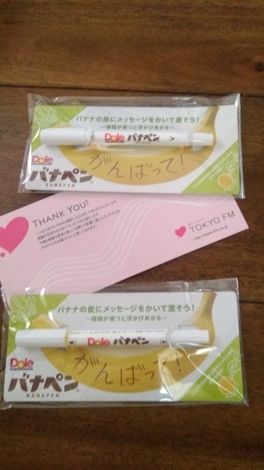 バナナの皮にメッセージをかいて渡そう!
〜時間が経つと浮かびあがる〜
Dole バナペン
がんばって!
Dole
バナペン
BANAPEN
THANK YOU!
TOKYO FM
バナナの皮にメッセージをかいて渡そう!
〜時間が経つと浮かびあがる〜
Dole バナペン
がんばって!
Dole
バナペン
BANAPEN